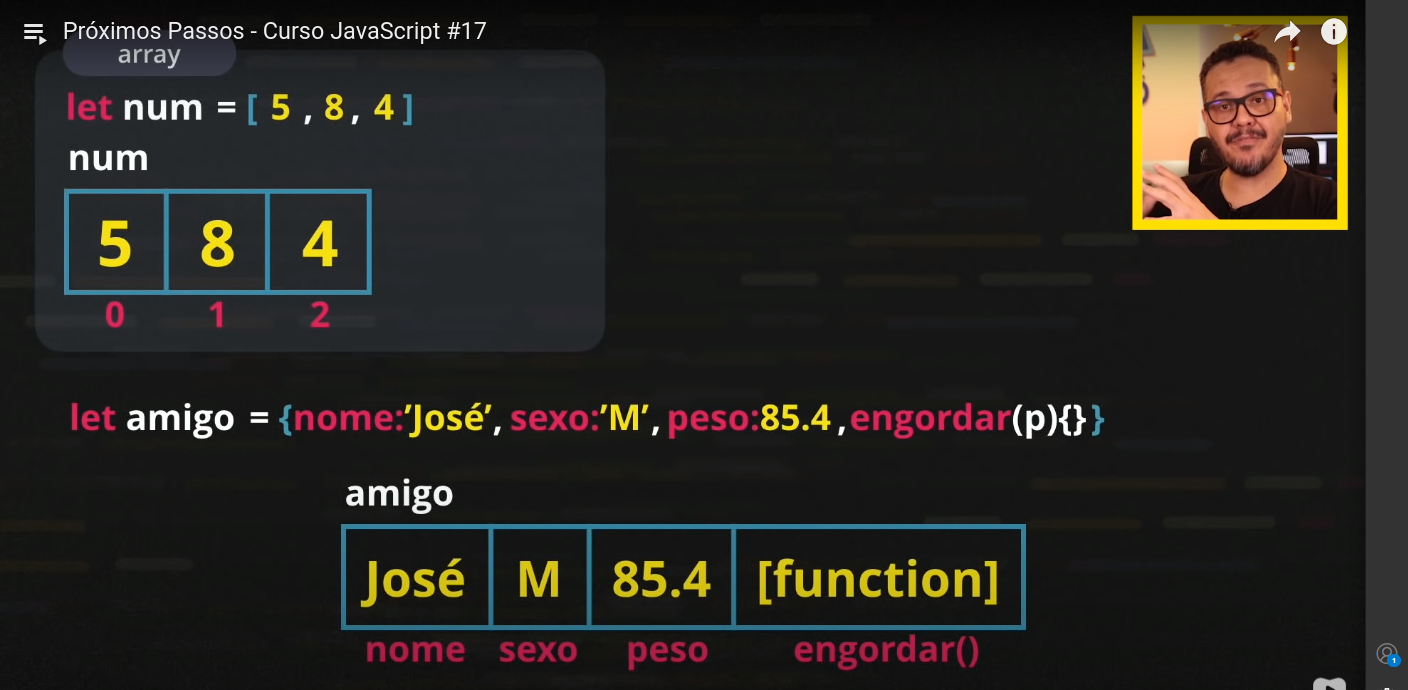 Próximos Passos - Curso JavaScript #17
array
let num = [ 5 , 8 , 4 ]
num
5 8 4
0 1 2
let amigo = {nome:’José’, sexo:’M’, peso:85.4 ,engordar(p){} }
amigo
José M 85.4 [function]
nome sexo peso engordar()
1